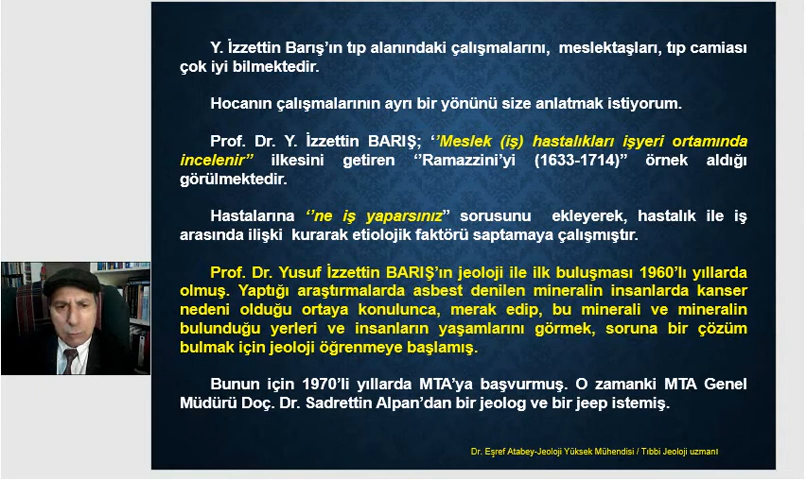 Y. İzzettin Barış’ın tıp alanındaki çalışmalarını, meslektaşları, tıp camiası
çok iyi bilmektedir.
Hocanın çalışmalarının ayrı bir yönünü size anlatmak istiyorum.
Prof. Dr. Y. İzzettin BARIŞ; ‘’Meslek (iş) hastalıkları işyeri ortamında
incelenir” ilkesini getiren ‘’Ramazzini’yi (1633-1714)” örnek aldığı
görülmektedir.
Hastalarına ‘’ne iş yaparsınız” sorusunu ekleyerek, hastalık ile iş
arasında ilişki kurarak etiolojik faktörü saptamaya çalışmıştır.
Prof. Dr. Yusuf İzzettin BARIŞ’ın jeoloji ile ilk buluşması 1960’lı yıllarda
olmuş. Yaptığı araştırmalarda asbest denilen mineralin insanlarda kanser
nedeni olduğu ortaya konulunca, merak edip, bu minerali ve mineralin
bulunduğu yerleri ve insanların yaşamlarını görmek, soruna bir çözüm
bulmak için jeoloji öğrenmeye başlamış.
Bunun için 1970’li yıllarda MTA’ya başvurmuş. O zamanki MTA Genel
Müdürü Doç. Dr. Sadrettin Alpan’dan bir jeolog ve bir jeep istemiş.
Dr. Eşref Atabey-Jeoloji Yüksek Mühendisi / Tıbbi Jeoloji uzmanı